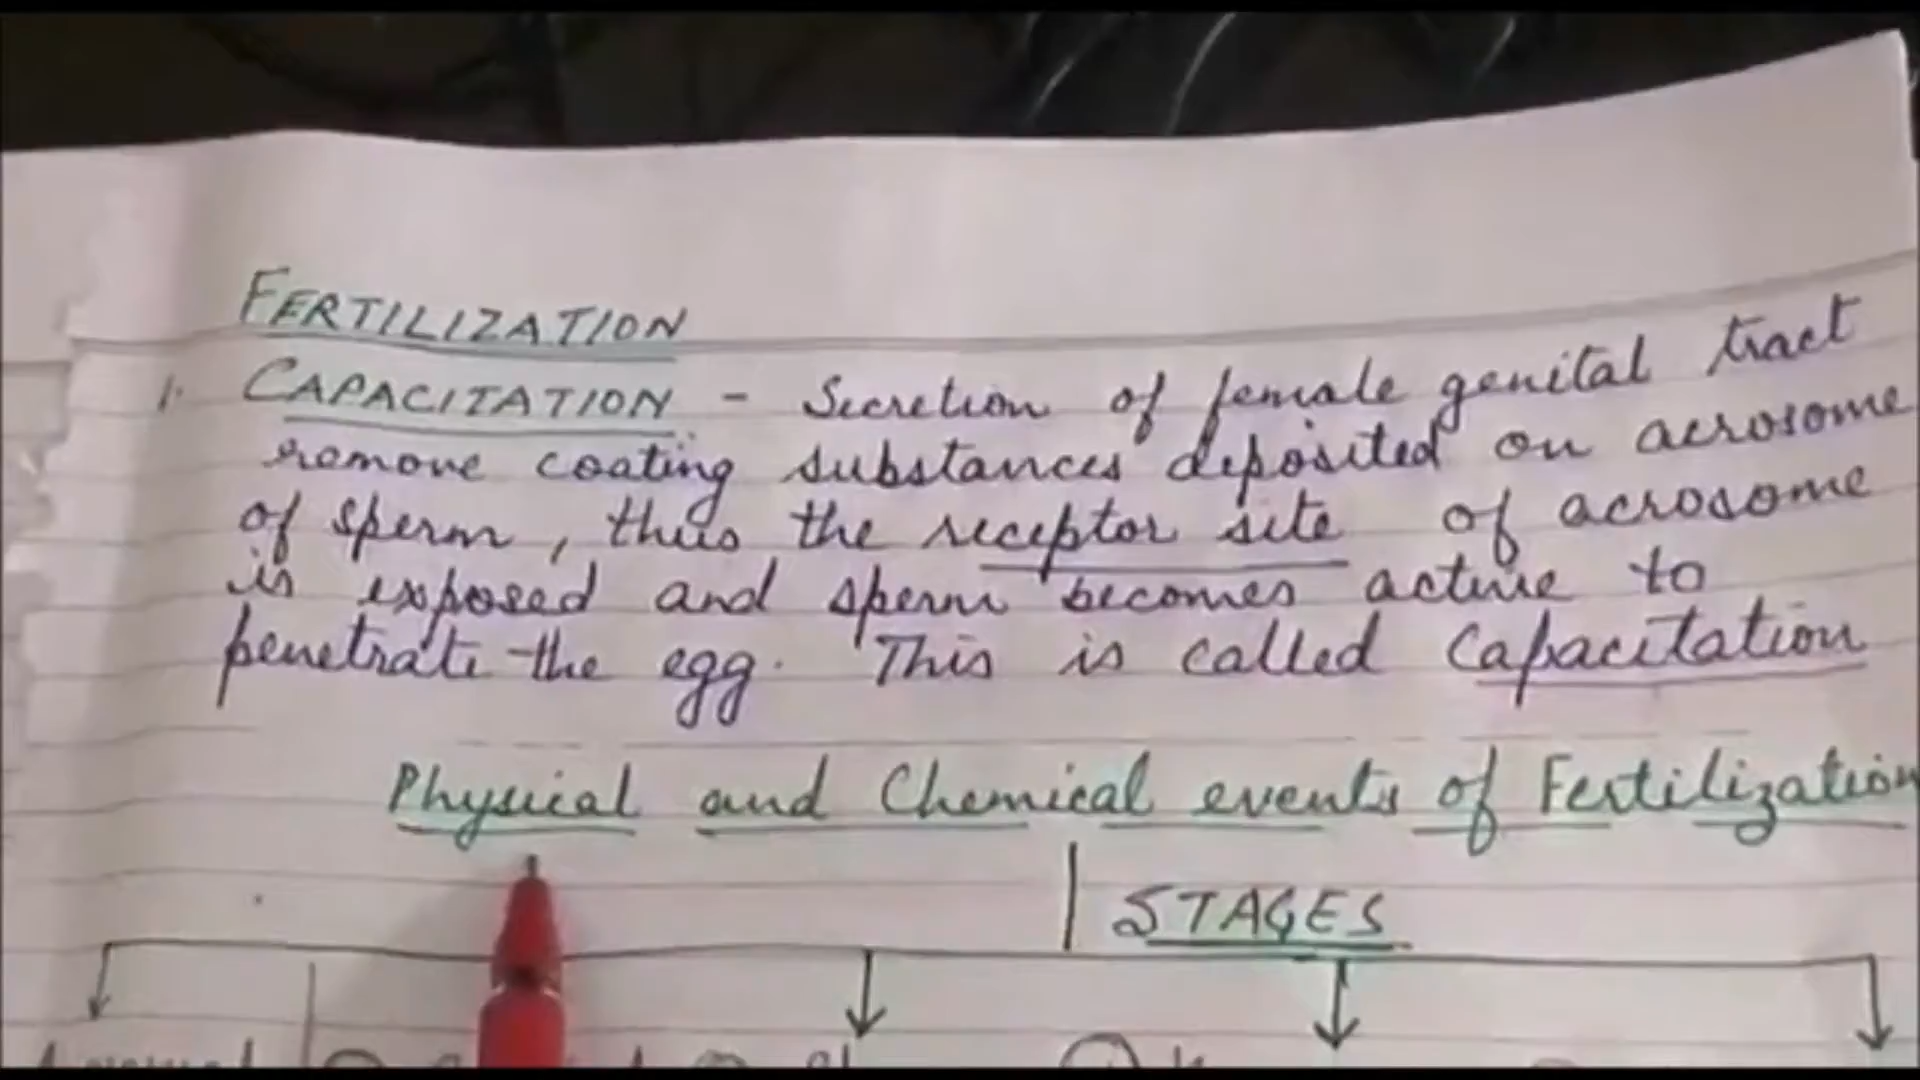 FERTILIZATION
1. CAPACITATION - Secretion of female genital tract
remove coating substances deposited on acrosome
of sperm, thus the receptor site of acrosome
is exposed and sperm becomes active to
penetrate the egg. This is called Capacitation
Physical and Chemical events of Fertilization
STAGES